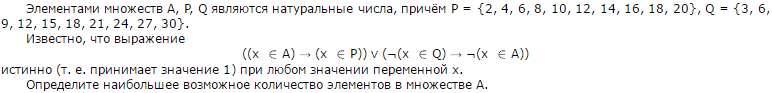 Элементами множеств А, P, Q являются натуральные числа, причём P = {2, 4, 6, 8, 10, 12, 14, 16, 18, 20}, Q = {3, 6,
9, 12, 15, 18, 21, 24, 27, 30}.
Известно, что выражение
((x ∈ A) → (x ∈ P)) ∨ (¬(x ∈ Q) → ¬(x ∈ A))
истинно (т. е. принимает значение 1) при любом значении переменной х.
Определите наибольшее возможное количество элементов в множестве A.